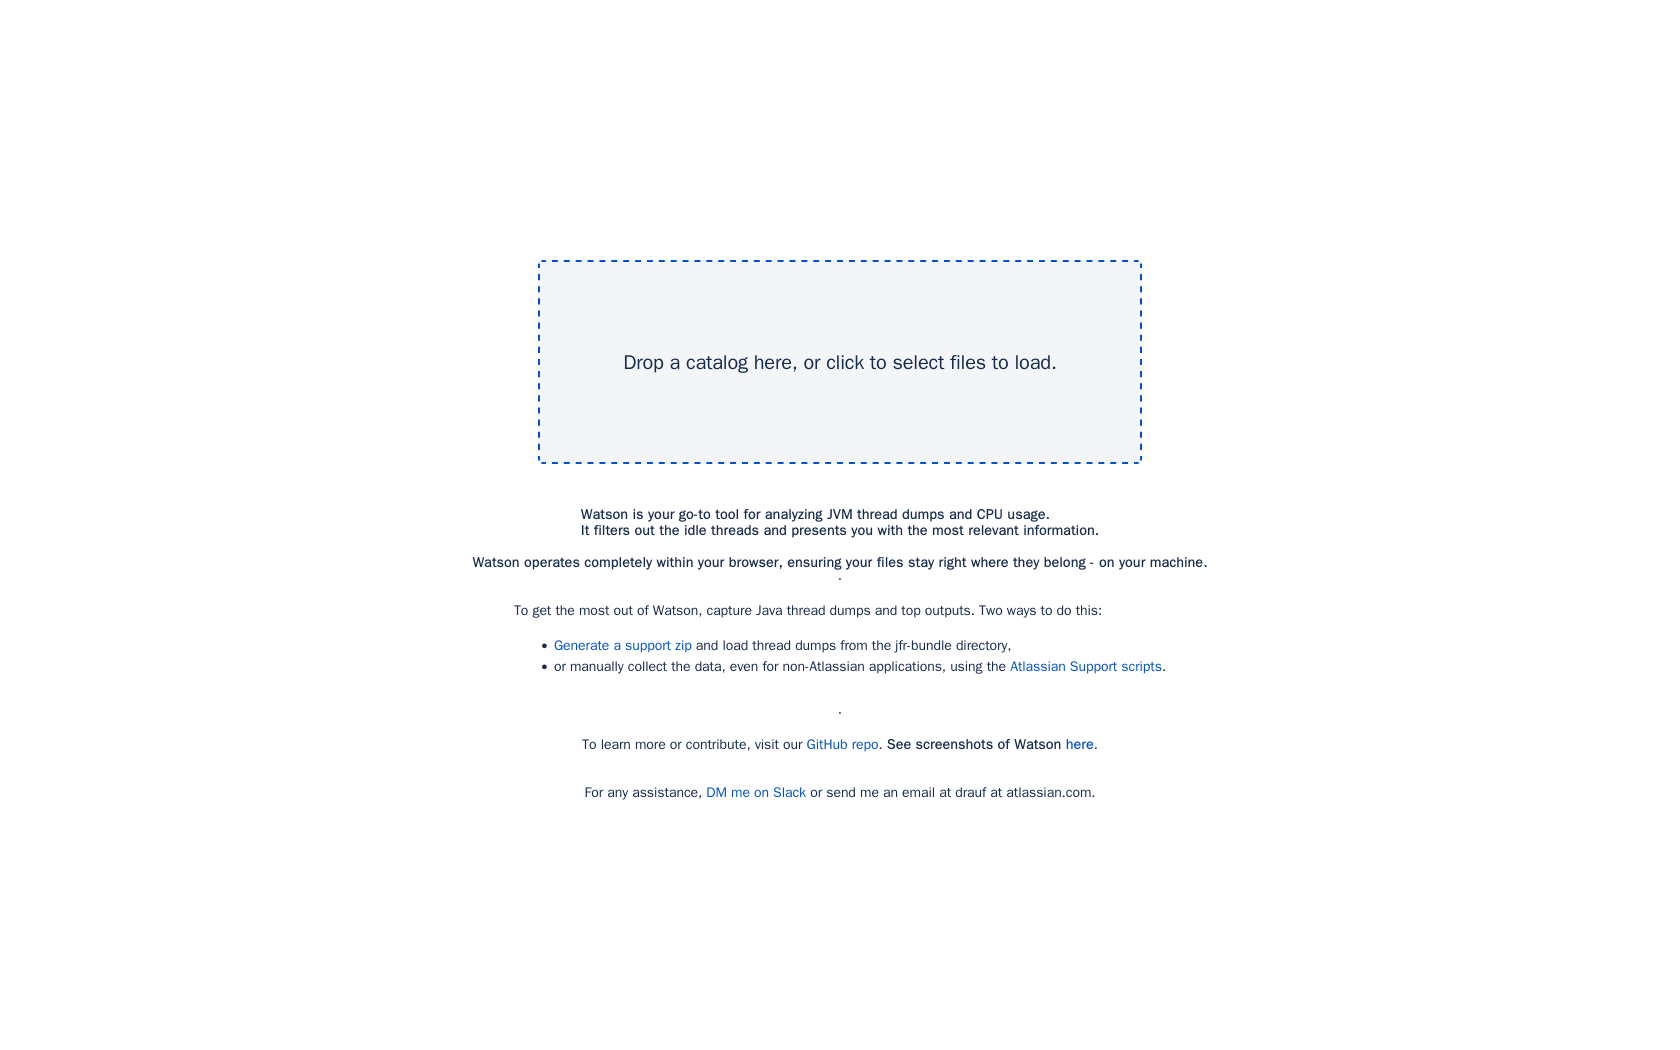 Drop a catalog here, or click to select files to load.
Watson is your go-to tool for analyzing JVM thread dumps and CPU usage.
It filters out the idle threads and presents you with the most relevant information.
Watson operates completely within your browser, ensuring your files stay right where they belong - on your machine.
.
To get the most out of Watson, capture Java thread dumps and top outputs. Two ways to do this:
• Generate a support zip and load thread dumps from the jfr-bundle directory,
• or manually collect the data, even for non-Atlassian applications, using the Atlassian Support scripts.
.
To learn more or contribute, visit our GitHub repo. See screenshots of Watson here.
For any assistance, DM me on Slack or send me an email at drauf at atlassian.com.